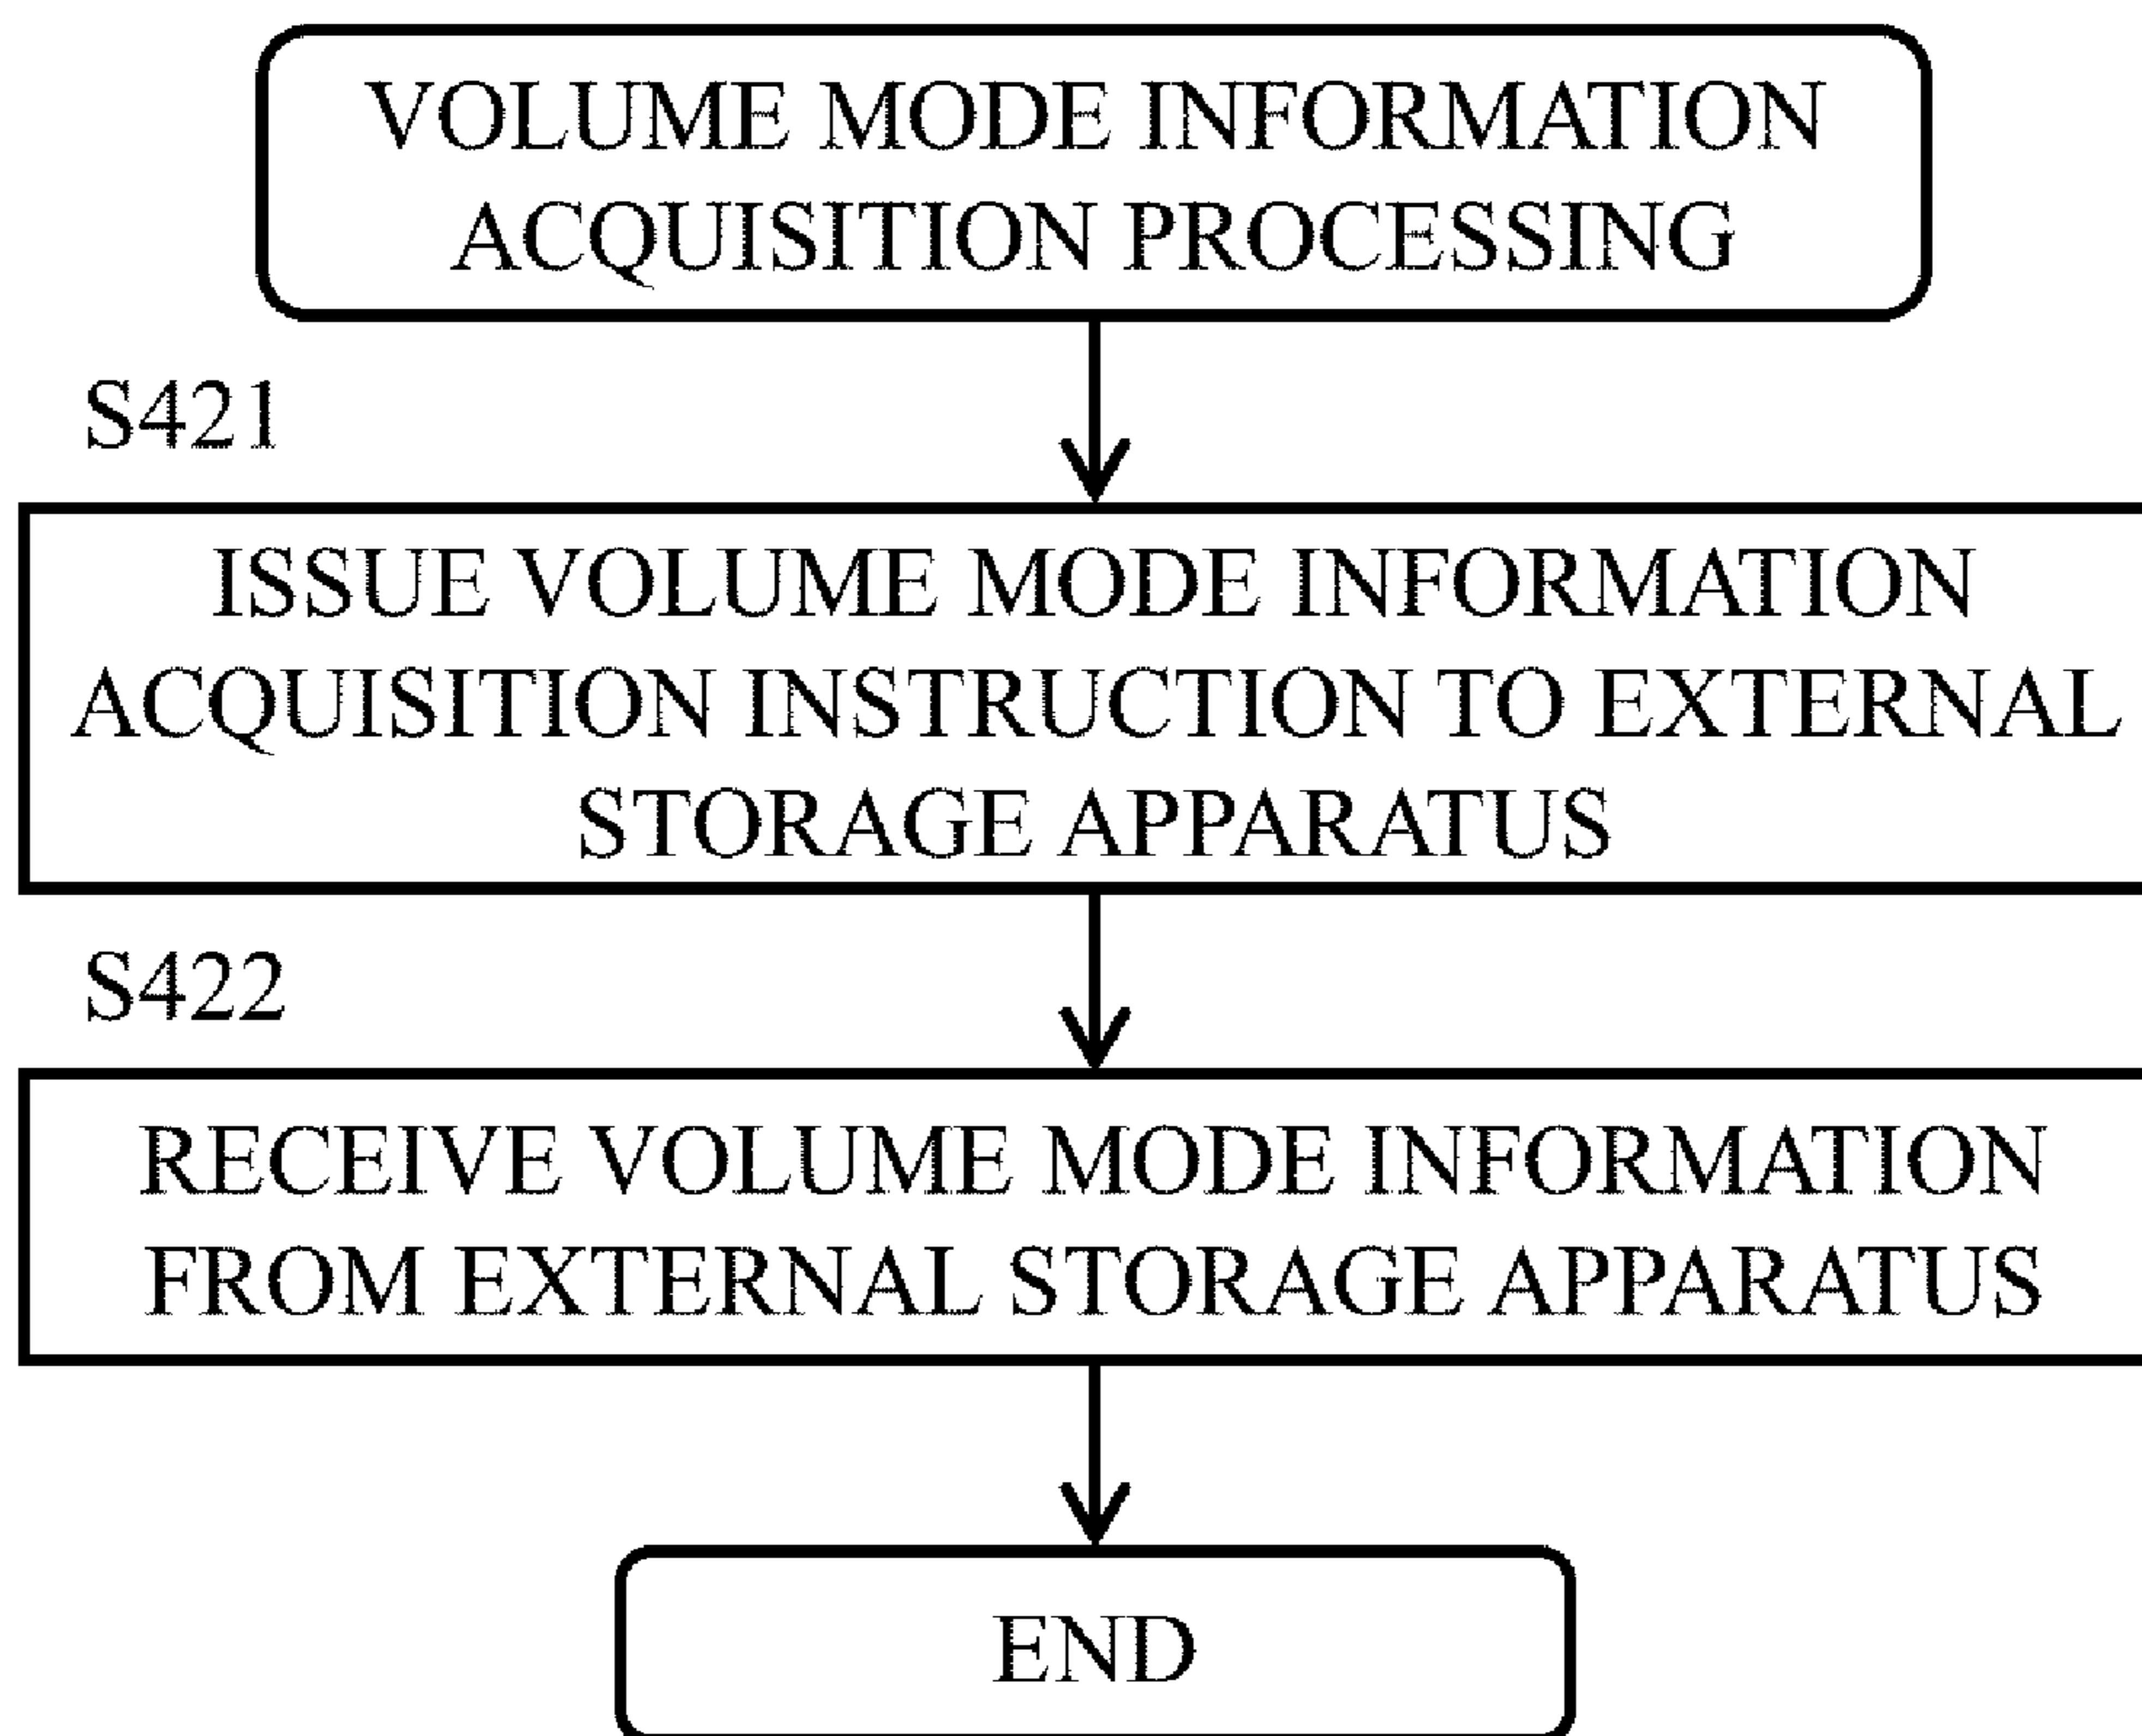 VOLUME MODE INFORMATION
ACQUISITION PROCESSING
S421
ISSUE VOLUME MODE INFORMATION
ACQUISITION INSTRUCTION TO EXTERNAL
STORAGE APPARATUS
S422
RECEIVE VOLUME MODE INFORMATION
FROM EXTERNAL STORAGE APPARATUS
END